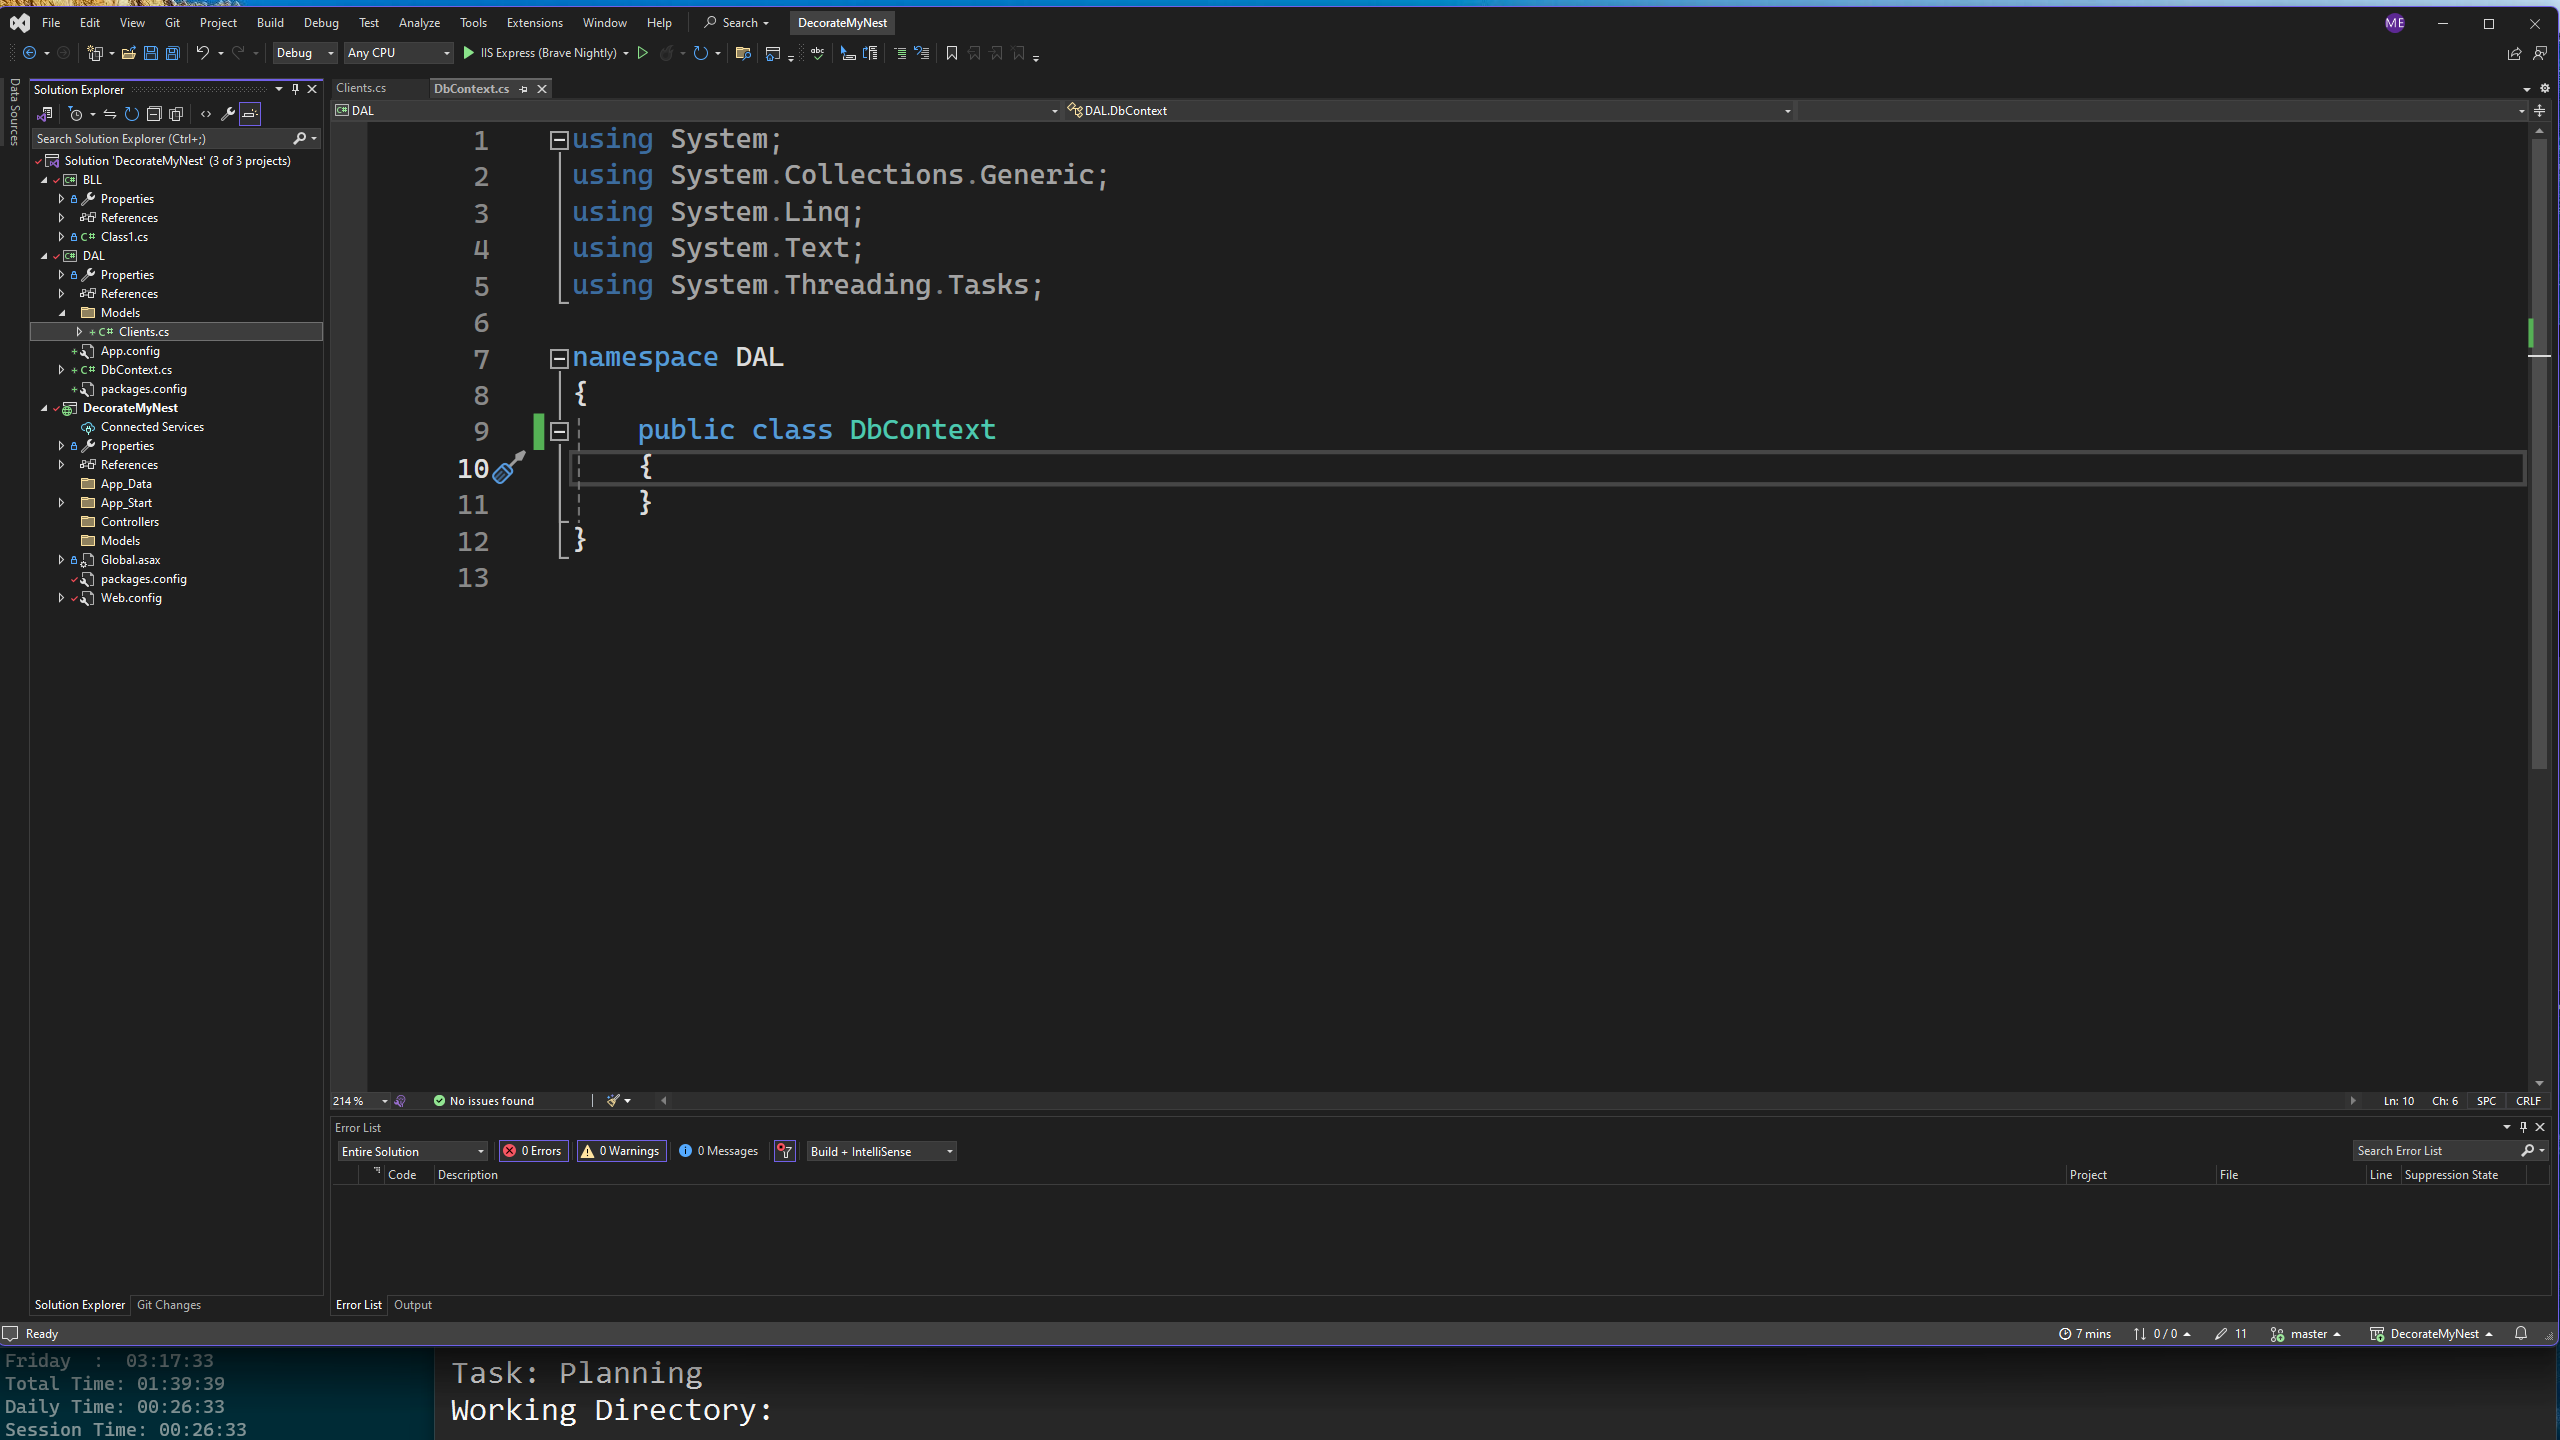 File Edit View Git Project Build Debug Test Analyze Tools Extensions Window Help Search DecorateMyNest ME
Debug Any CPU IIS Express (Brave Nightly) abc
Data Sources
Solution Explorer
Search Solution Explorer (Ctrl+;)
Solution 'DecorateMyNest' (3 of 3 projects)
C# BLL
Properties
References
C# Class1.cs
C# DAL
Properties
References
Models
C# Clients.cs
App.config
C# DbContext.cs
packages.config
DecorateMyNest
Connected Services
Properties
References
App_Data
App_Start
Controllers
Models
Global.asax
packages.config
Web.config
Solution Explorer Git Changes
Clients.cs DbContext.cs
C# DAL DAL.DbContext
1 using System;
2 using System.Collections.Generic;
3 using System.Linq;
4 using System.Text;
5 using System.Threading.Tasks;
6
7 namespace DAL
8 {
9 public class DbContext
10 {
11 }
12 }
13
214 % No issues found Ln: 10 Ch: 6 SPC CRLF
Error List
Entire Solution 0 Errors 0 Warnings 0 Messages Build + IntelliSense Search Error List
Code Description Project File Line Suppression State
Error List Output
Ready 7 mins 0 / 0 11 master DecorateMyNest
Friday : 03:17:33
Total Time: 01:39:39
Daily Time: 00:26:33
Session Time: 00:26:33
Task: Planning
Working Directory: